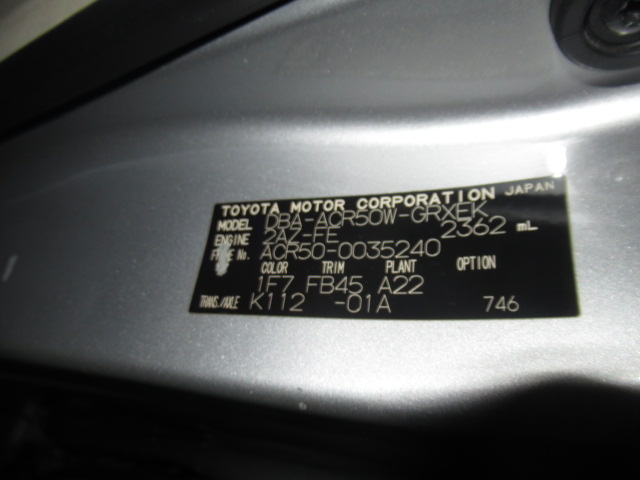 TOYOTA MOTOR CORPORATION JAPAN
MODEL DBA-ACR50W-GRXEK
ENGINE 2AZ-FE 2362 mL
No. ACR50-0035240
COLOR TRIM PLANT OPTION
1F7 FB45 A22
TRANS./AXLE K112 -01A 746